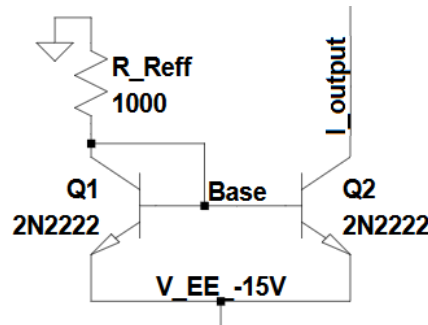 R_Reff
1000
I_output
Q1
Base
Q2
2N2222
2N2222
V_EE_-15V